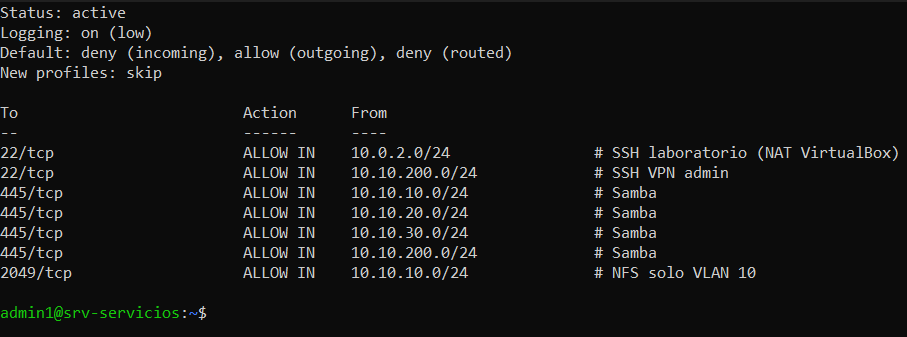 Status: active
Logging: on (low)
Default: deny (incoming), allow (outgoing), deny (routed)
New profiles: skip
To                         Action      From
--                         ------      ----
22/tcp                     ALLOW IN    10.0.2.0/24                # SSH laboratorio (NAT VirtualBox)
22/tcp                     ALLOW IN    10.10.200.0/24             # SSH VPN admin
445/tcp                    ALLOW IN    10.10.10.0/24              # Samba
445/tcp                    ALLOW IN    10.10.20.0/24              # Samba
445/tcp                    ALLOW IN    10.10.30.0/24              # Samba
445/tcp                    ALLOW IN    10.10.200.0/24             # Samba
2049/tcp                   ALLOW IN    10.10.10.0/24              # NFS solo VLAN 10
admin1@srv-servicios:~$